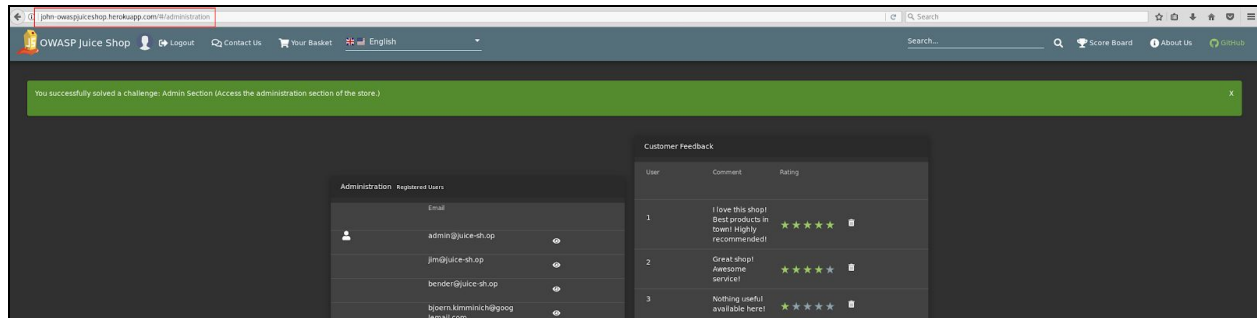 john-owaspjuiceshop.herokuapp.com/#/administration
Search
OWASP Juice Shop Logout Contact Us Your Basket English Search... Score Board About Us GitHub
You successfully solved a challenge: Admin Section (Access the administration section of the store.) X
Customer Feedback
User Comment Rating
Administration Registered Users
Email
admin@juice-sh.op
jim@juice-sh.op
bender@juice-sh.op
bjoern.kimminich@goog
lemail.com
1
I love this shop!
Best products in
town! Highly
recommended!
2
Great shop!
Awesome
service!
3
Nothing useful
available here!